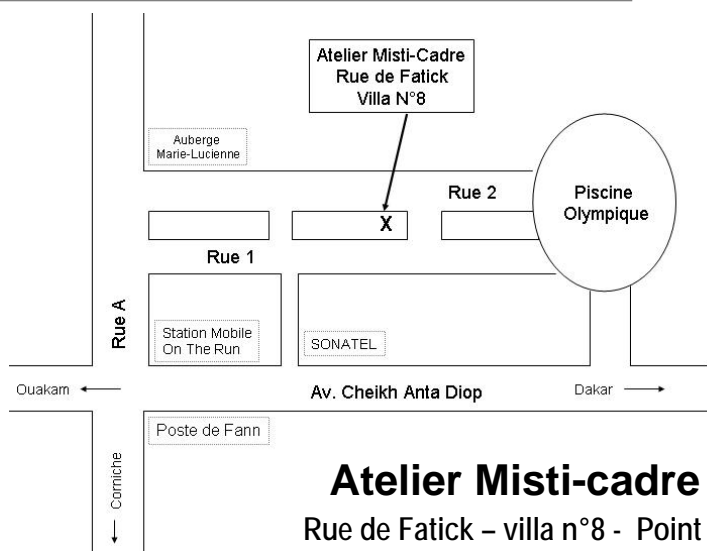 Atelier Misti-Cadre
Rue de Fatick
Villa N°8
Auberge
Marie-Lucienne
Rue 2
Piscine
Olympique
X
Rue 1
Rue A
Station Mobile
On The Run
SONATEL
Ouakam
Av. Cheikh Anta Diop
Dakar
Poste de Fann
Corniche
Atelier Misti-cadre
Rue de Fatick – villa n°8 - Point